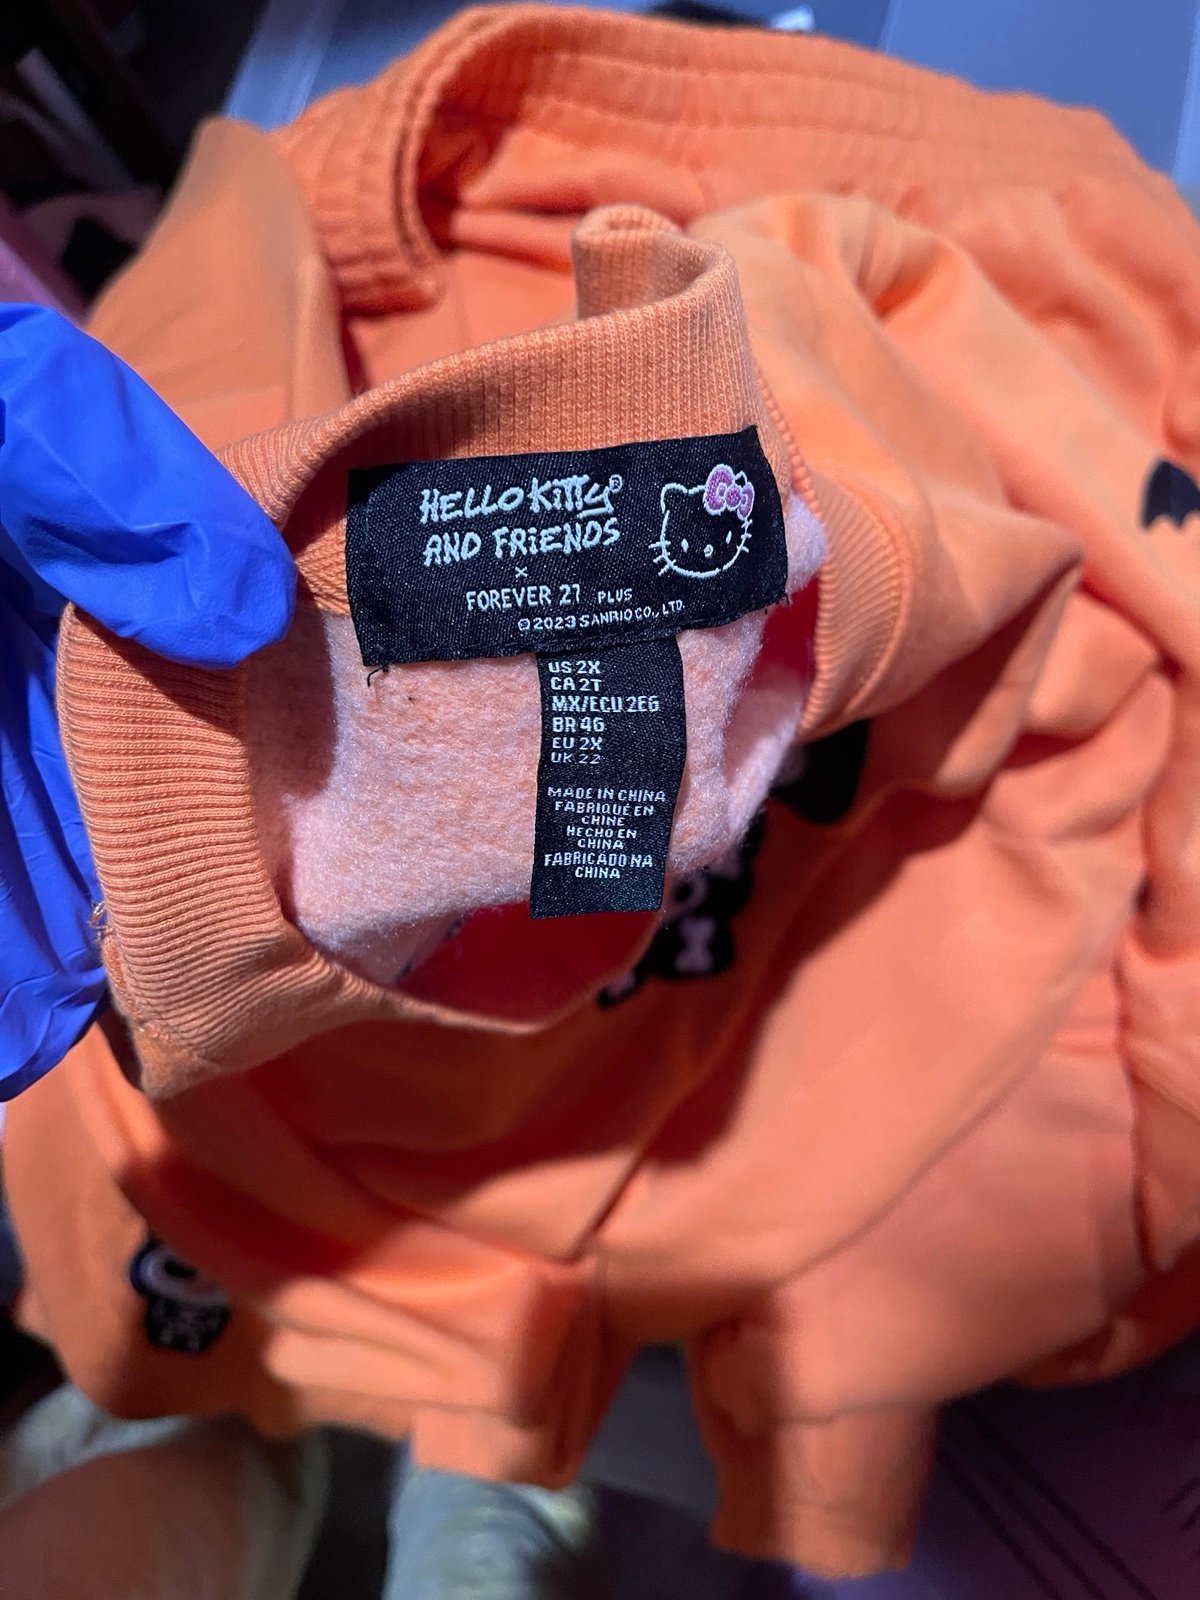 HELLO KiTTy®
AND FRiENDS
×
FOREVER 21 PLUS
©2023 SANRIO CO., LTD.
US 2X
CA 2T
MX/ECU 2EG
BR 4G
EU 2X
UK 22
MADE IN CHINA
FABRIQUÉ EN
CHINE
HECHO EN
CHINA
FABRICADO NA
CHINA